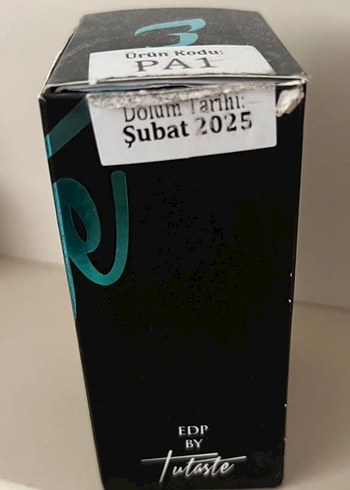 Ürün Kodu:
PA1
Dolum Tarihi:
Şubat 2025
EDP
BY
Tutaste